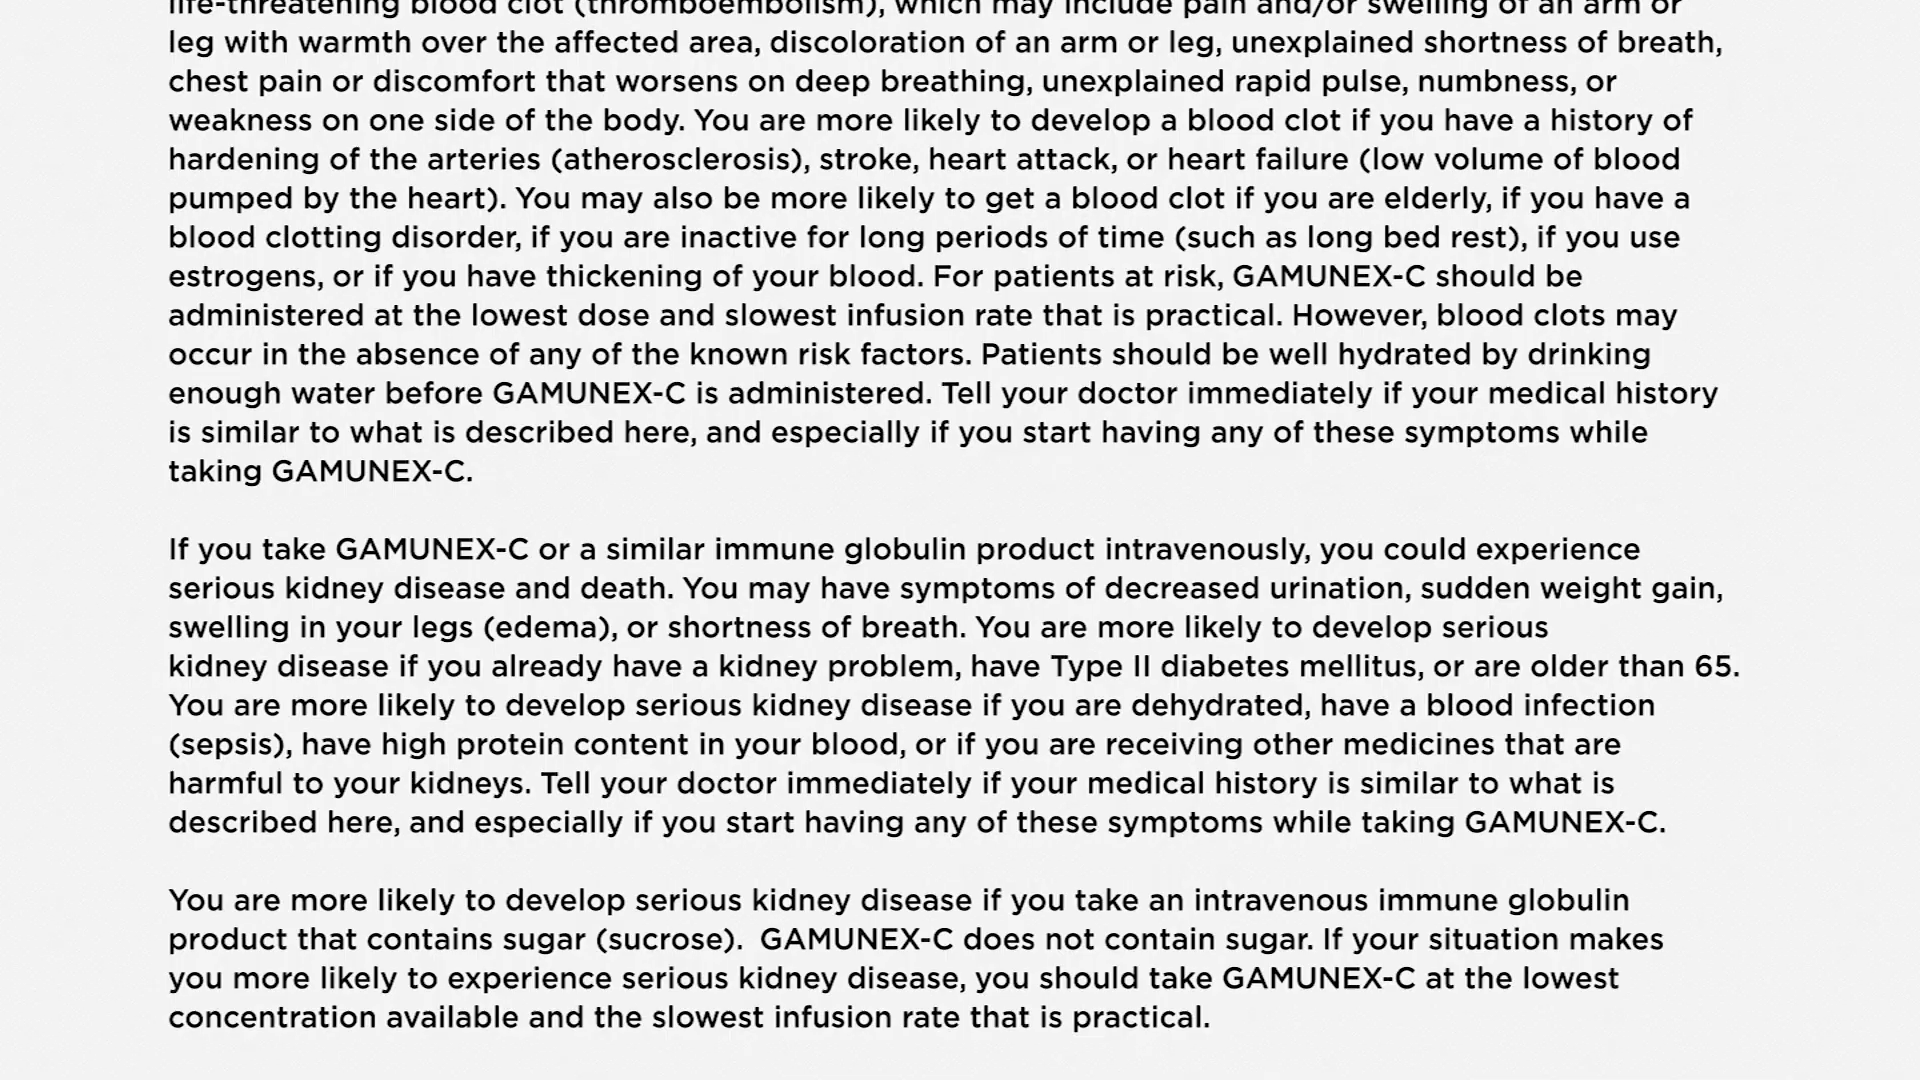 life-threatening blood clot (thromboembolism), which may include pain and/or swelling of an arm or
leg with warmth over the affected area, discoloration of an arm or leg, unexplained shortness of breath,
chest pain or discomfort that worsens on deep breathing, unexplained rapid pulse, numbness, or
weakness on one side of the body. You are more likely to develop a blood clot if you have a history of
hardening of the arteries (atherosclerosis), stroke, heart attack, or heart failure (low volume of blood
pumped by the heart). You may also be more likely to get a blood clot if you are elderly, if you have a
blood clotting disorder, if you are inactive for long periods of time (such as long bed rest), if you use
estrogens, or if you have thickening of your blood. For patients at risk, GAMUNEX-C should be
administered at the lowest dose and slowest infusion rate that is practical. However, blood clots may
occur in the absence of any of the known risk factors. Patients should be well hydrated by drinking
enough water before GAMUNEX-C is administered. Tell your doctor immediately if your medical history
is similar to what is described here, and especially if you start having any of these symptoms while
taking GAMUNEX-C.
If you take GAMUNEX-C or a similar immune globulin product intravenously, you could experience
serious kidney disease and death. You may have symptoms of decreased urination, sudden weight gain,
swelling in your legs (edema), or shortness of breath. You are more likely to develop serious
kidney disease if you already have a kidney problem, have Type II diabetes mellitus, or are older than 65.
You are more likely to develop serious kidney disease if you are dehydrated, have a blood infection
(sepsis), have high protein content in your blood, or if you are receiving other medicines that are
harmful to your kidneys. Tell your doctor immediately if your medical history is similar to what is
described here, and especially if you start having any of these symptoms while taking GAMUNEX-C.
You are more likely to develop serious kidney disease if you take an intravenous immune globulin
product that contains sugar (sucrose).  GAMUNEX-C does not contain sugar. If your situation makes
you more likely to experience serious kidney disease, you should take GAMUNEX-C at the lowest
concentration available and the slowest infusion rate that is practical.